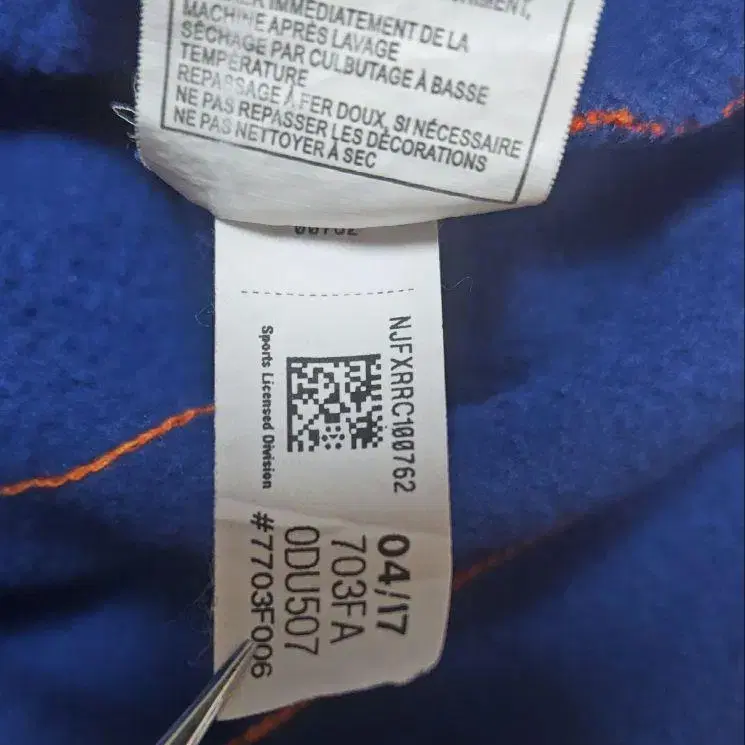 IMMÉDIATEMENT DE LA
MACHINE APRÈS LAVAGE
SÉCHAGE PAR CULBUTAGE À BASSE
TEMPÉRATURE
REPASSAGE À FER DOUX, SI NÉCESSAIRE
NE PAS REPASSER LES DÉCORATIONS
NE PAS NETTOYER À SEC
00762
NJFXRRC100762
Sports Licensed Division
04/17
703FA
0DU507
#7703F006